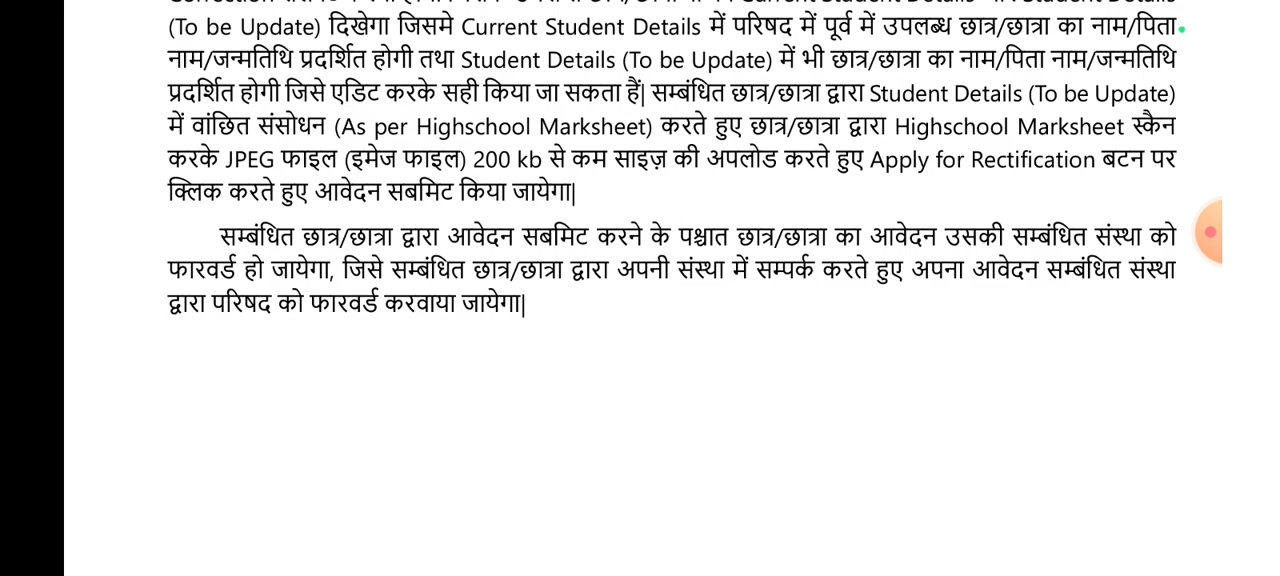 (To be Update) दिखेगा जिसमे Current Student Details में परिषद में पूर्व में उपलब्ध छात्र/छात्रा का नाम/पिता
नाम/जन्मतिथि प्रदर्शित होगी तथा Student Details (To be Update) में भी छात्र/छात्रा का नाम/पिता नाम/जन्मतिथि
प्रदर्शित होगी जिसे एडिट करके सही किया जा सकता हैं| सम्बंधित छात्र/छात्रा द्वारा Student Details (To be Update)
में वांछित संसोधन (As per Highschool Marksheet) करते हुए छात्र/छात्रा द्वारा Highschool Marksheet स्कैन
करके JPEG फाइल (इमेज फाइल) 200 kb से कम साइज़ की अपलोड करते हुए Apply for Rectification बटन पर
क्लिक करते हुए आवेदन सबमिट किया जायेगा|
सम्बंधित छात्र/छात्रा द्वारा आवेदन सबमिट करने के पश्चात छात्र/छात्रा का आवेदन उसकी सम्बंधित संस्था को
फारवर्ड हो जायेगा, जिसे सम्बंधित छात्र/छात्रा द्वारा अपनी संस्था में सम्पर्क करते हुए अपना आवेदन सम्बंधित संस्था
द्वारा परिषद को फारवर्ड करवाया जायेगा|